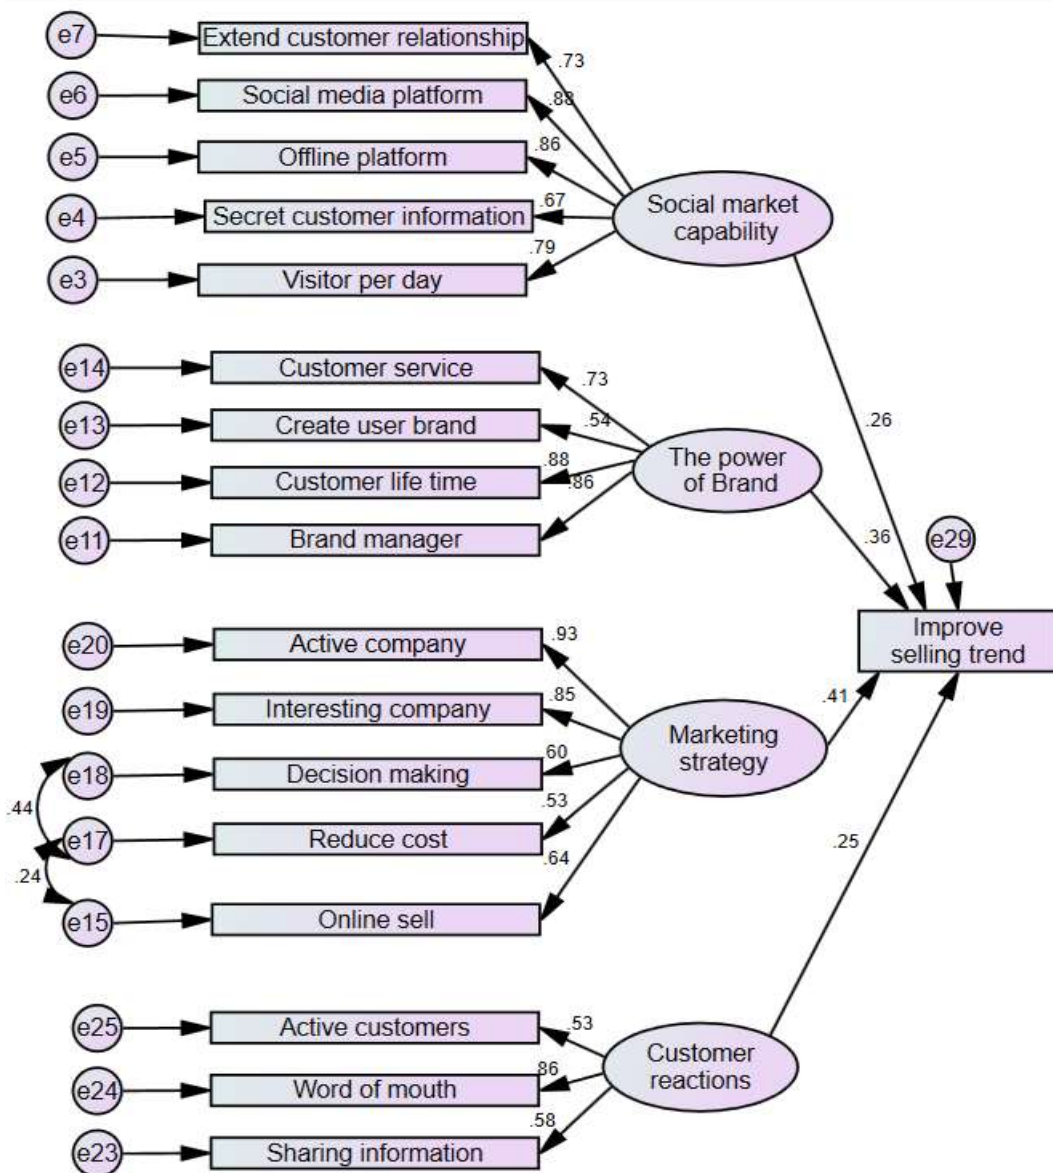 e7
Extend customer relationship
.73
e6
Social media platform
.88
e5
Offline platform
.86
e4
Secret customer information
.67
Social market
capability
e3
Visitor per day
.79
e14
Customer service
.73
e13
Create user brand
.54
.26
e12
Customer life time
.88
The power
of Brand
.86
e11
Brand manager
.36
e29
e20
Active company
.93
Improve
selling trend
e19
Interesting company
.85
.41
Marketing
strategy
e18
Decision making
.60
.44
e17
Reduce cost
.53
.24
e15
Online sell
.64
.25
e25
Active customers
.53
Customer
reactions
e24
Word of mouth
.86
e23
Sharing information
.58